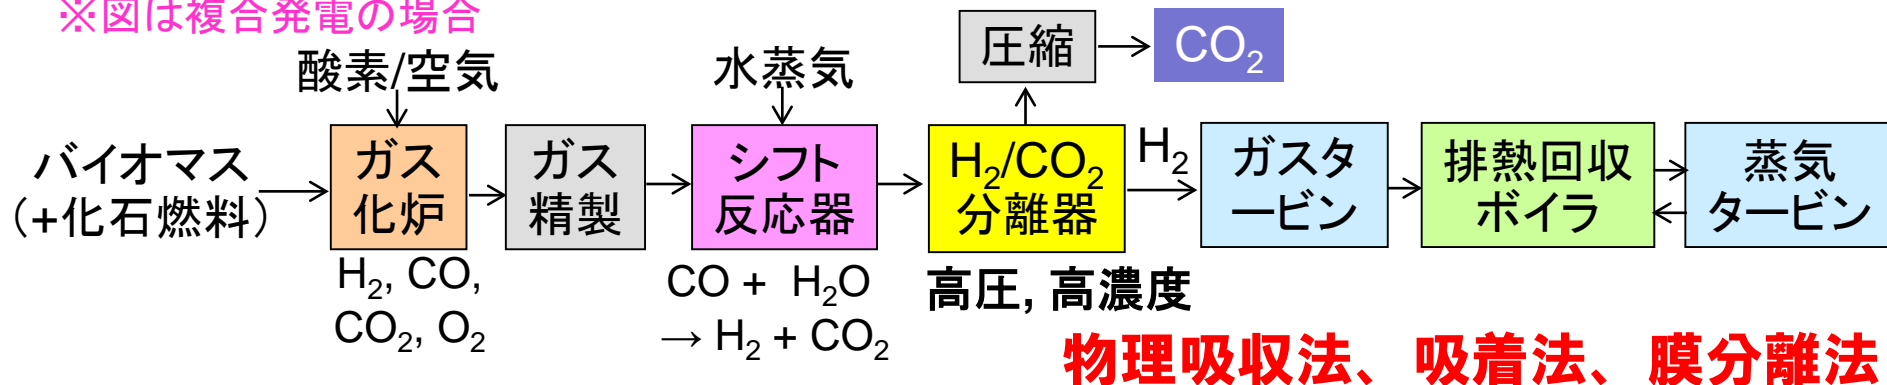 ※図は複合発電の場合
酸素/空気
水蒸気
圧縮
CO₂
バイオマス
（+化石燃料）
ガス
化炉
ガス
精製
シフト
反応器
H₂/CO₂
分離器
H₂
ガスタ
ービン
排熱回収
ボイラ
蒸気
タービン
H₂, CO,
CO₂, O₂
CO + H₂O
→ H₂ + CO₂
高圧, 高濃度
物理吸収法、吸着法、膜分離法